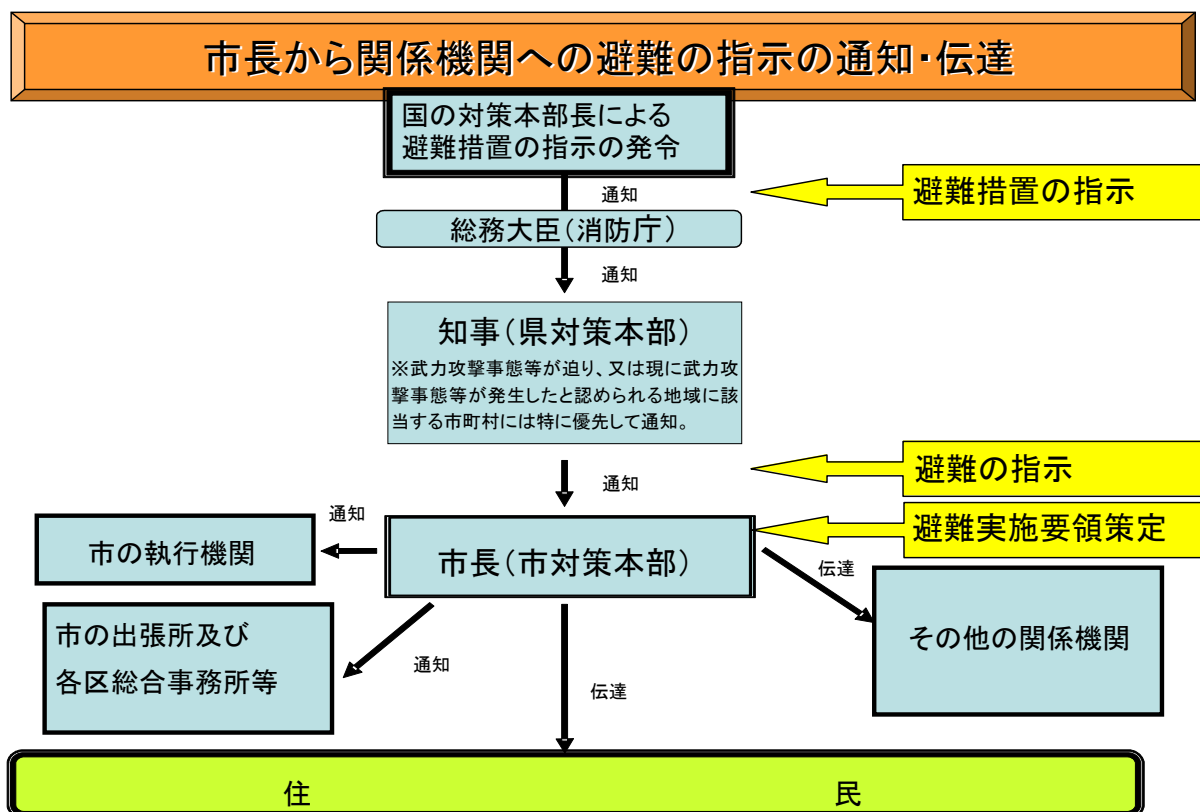 市長から関係機関への避難の指示の通知・伝達
国の対策本部長による
避難措置の指示の発令
通知
避難措置の指示
総務大臣(消防庁)
通知
知事(県対策本部)
※武力攻撃事態等が迫り、又は現に武力攻
撃事態等が発生したと認められる地域に該
当する市町村には特に優先して通知。
避難の指示
通知
避難実施要領策定
通知
市の執行機関
市長(市対策本部)
伝達
その他の関係機関
市の出張所及び
各区総合事務所等
通知
伝達
住 民